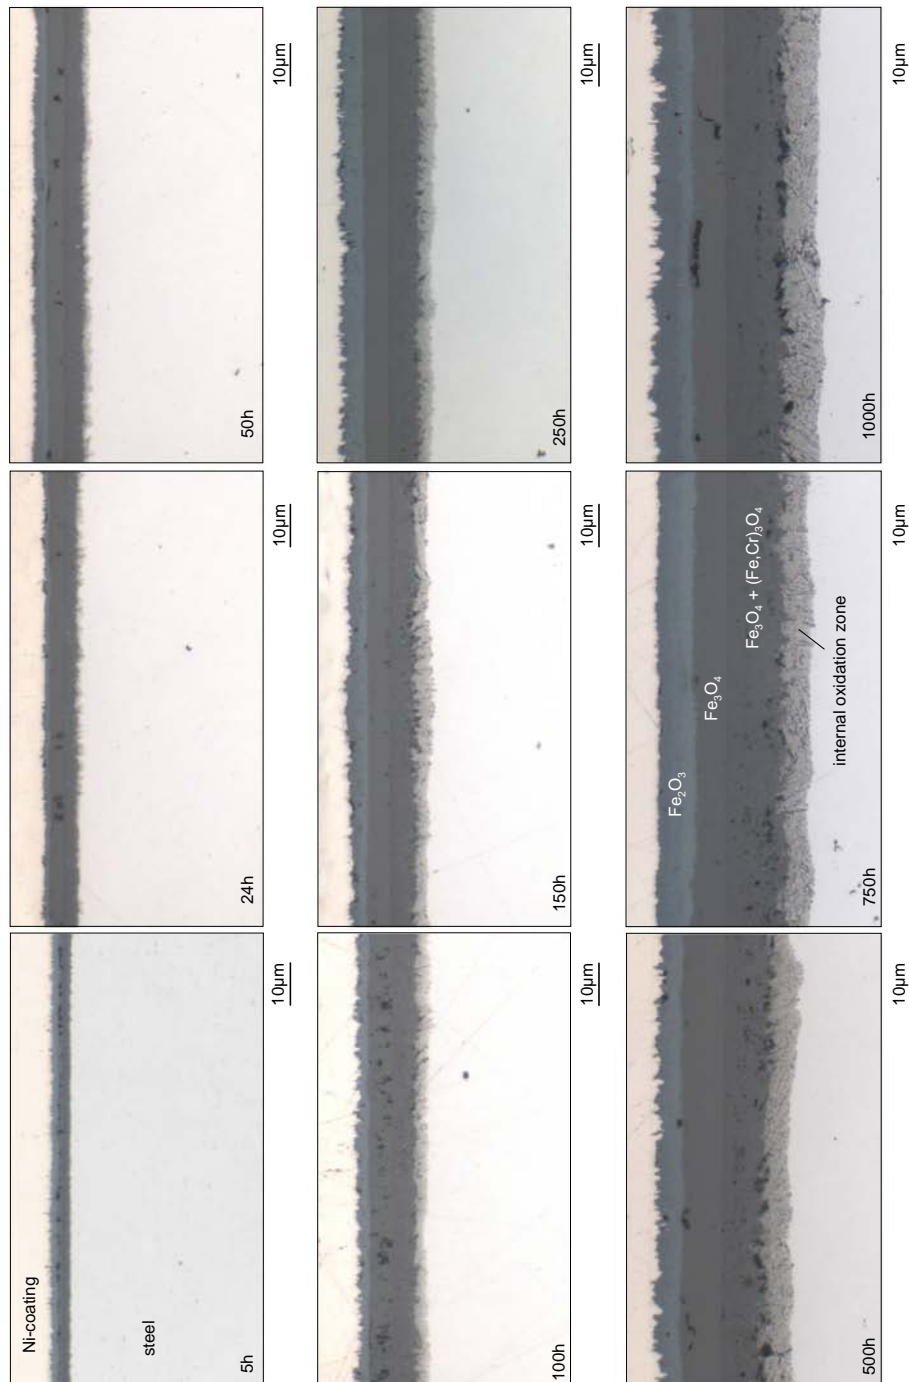 Ni-coating
steel
5h
10µm
24h
10µm
50h
10µm
100h
10µm
150h
10µm
250h
10µm
500h
10µm
Fe₂O₃
Fe₃O₄
Fe₃O₄ + (Fe,Cr)₃O₄
internal oxidation zone
750h
10µm
1000h
10µm